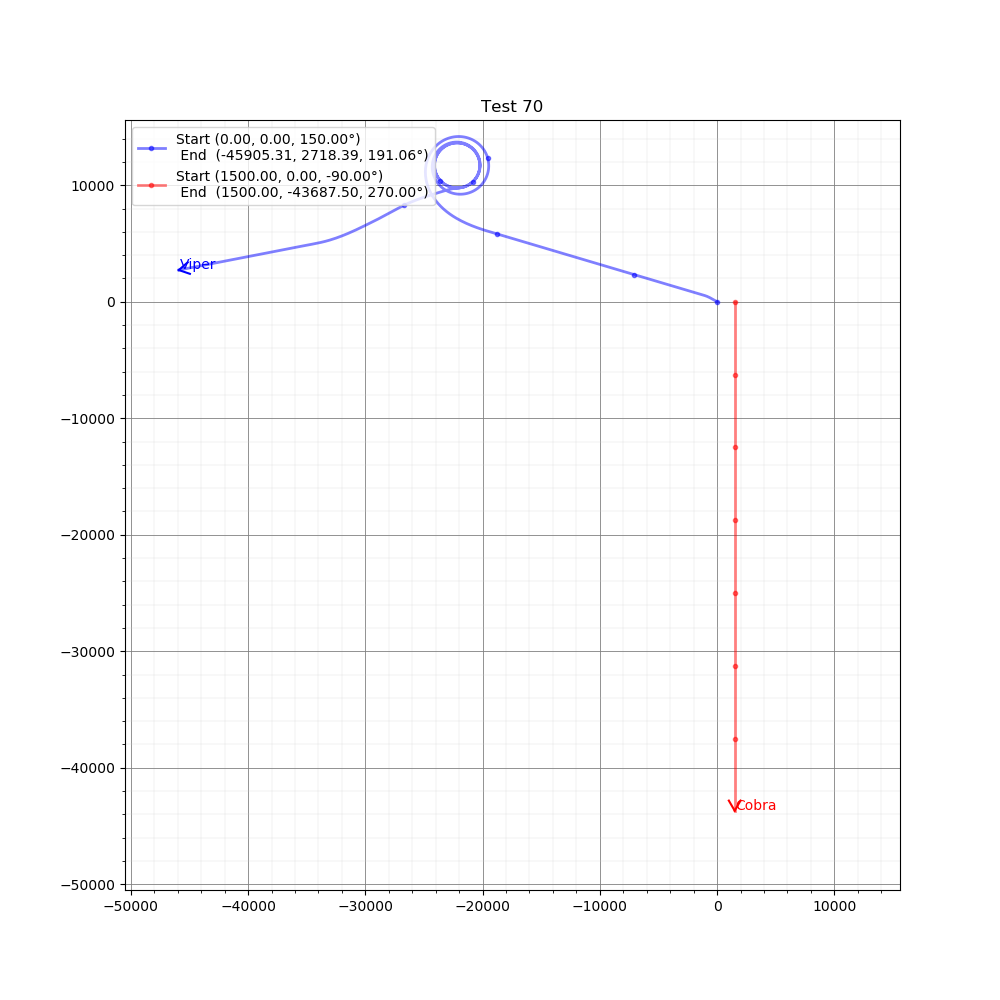 Test 70
Start (0.00, 0.00, 150.00°)
End (-45905.31, 2718.39, 191.06°)
Start (1500.00, 0.00, -90.00°)
End (1500.00, -43687.50, 270.00°)
10000
Viper
0
−10000
−20000
−30000
−40000
Cobra
−50000
−50000 −40000 −30000 −20000 −10000 0 10000